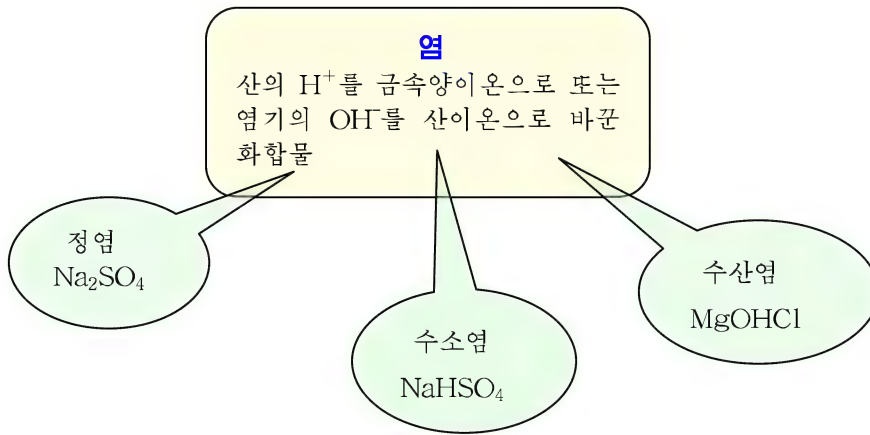 염
산의 H⁺를 금속양이온으로 또는
염기의 OH⁻를 산이온으로 바꾼
화합물
정염
Na₂SO₄
수산염
MgOHCl
수소염
NaHSO₄